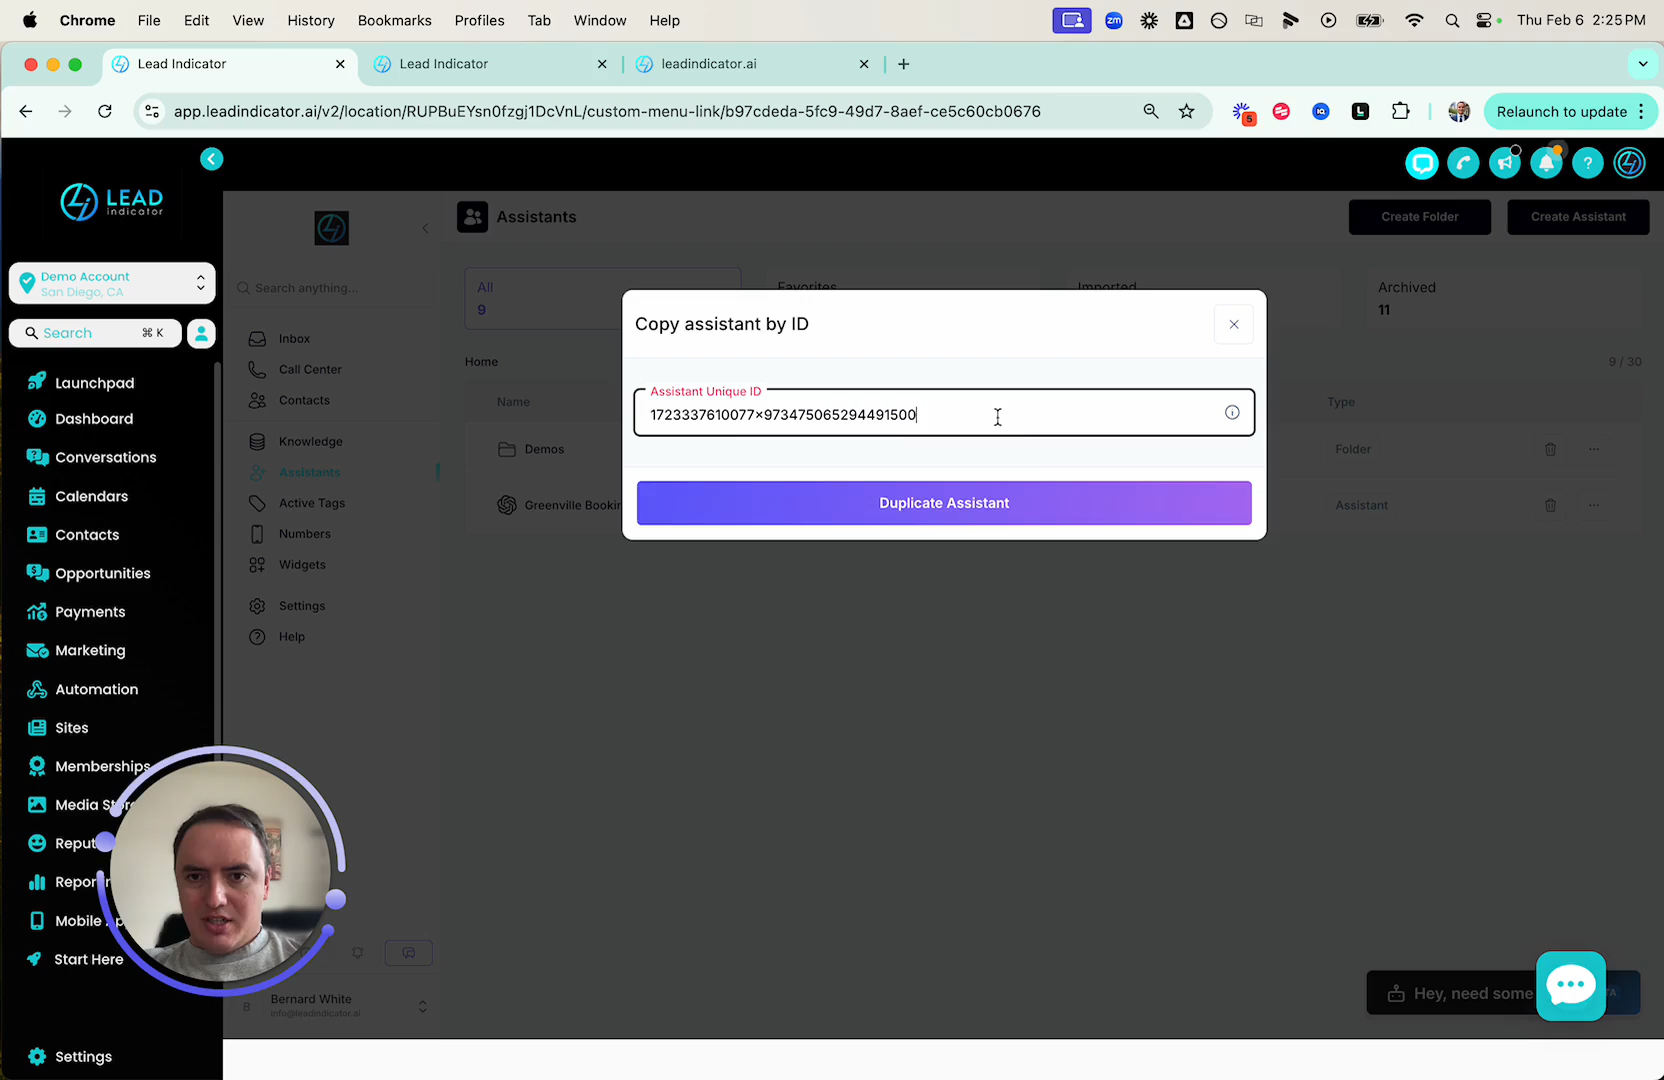 Chrome File Edit View History Bookmarks Profiles Tab Window Help
zm
Thu Feb 6 2:25 PM
Lead Indicator
Lead Indicator
leadindicator.ai
app.leadindicator.ai/v2/location/RUPBuEYsn0fzgj1DcVnL/custom-menu-link/b97cdeda-5fc9-49d7-8aef-ce5c60cb0676
5
Relaunch to update
LEAD
indicator
Demo Account
San Diego, CA
Search ⌘ K
Launchpad
Dashboard
Conversations
Calendars
Contacts
Opportunities
Payments
Marketing
Automation
Sites
Memberships
Media
Mobile
Start Here
Settings
Search anything...
Inbox
Call Center
Contacts
Knowledge
Assistants
Active Tags
Numbers
Widgets
Settings
Help
B
Bernard White
info@leadindicator.ai
Assistants
Create Folder
Create Assistant
All
9
Favorites
Imported
Archived
11
Home
9 / 30
Name
Type
Demos
Folder
Greenville
Assistant
Copy assistant by ID
Assistant Unique ID
1723337610077×973475065294491500
Duplicate Assistant
Hey, need some